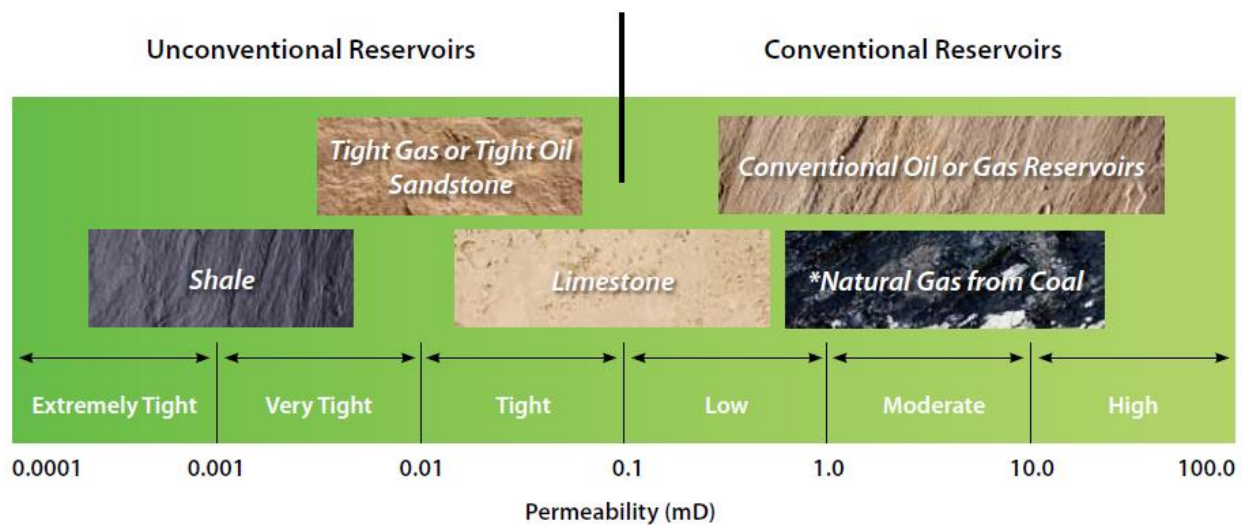 Unconventional Reservoirs
Conventional Reservoirs
Tight Gas or Tight Oil
Sandstone
Conventional Oil or Gas Reservoirs
Shale
Limestone
*Natural Gas from Coal
Extremely Tight
Very Tight
Tight
Low
Moderate
High
0.0001
0.001
0.01
0.1
1.0
10.0
100.0
Permeability (mD)